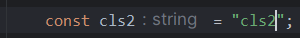 const cls2 : string = "cls2";